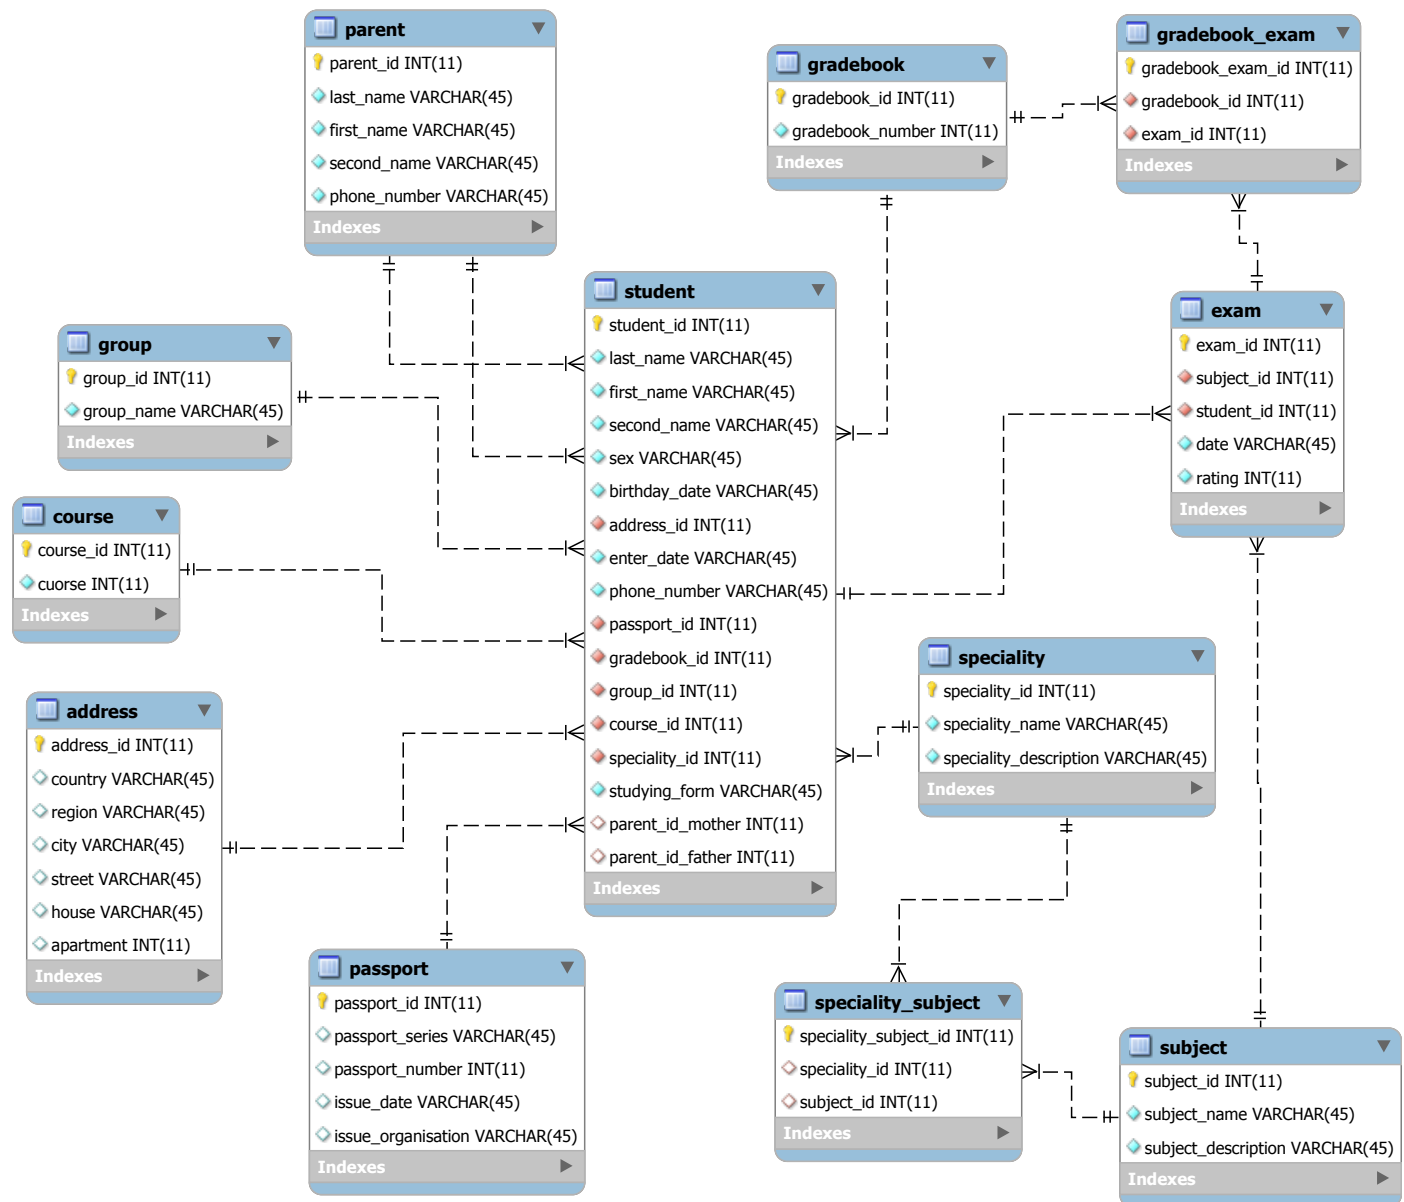 parent
parent_id INT(11)
last_name VARCHAR(45)
first_name VARCHAR(45)
second_name VARCHAR(45)
phone_number VARCHAR(45)
Indexes
gradebook
gradebook_id INT(11)
gradebook_number INT(11)
Indexes
gradebook_exam
gradebook_exam_id INT(11)
gradebook_id INT(11)
exam_id INT(11)
Indexes
group
group_id INT(11)
group_name VARCHAR(45)
Indexes
student
student_id INT(11)
last_name VARCHAR(45)
first_name VARCHAR(45)
second_name VARCHAR(45)
sex VARCHAR(45)
birthday_date VARCHAR(45)
address_id INT(11)
enter_date VARCHAR(45)
phone_number VARCHAR(45)
passport_id INT(11)
gradebook_id INT(11)
group_id INT(11)
course_id INT(11)
speciality_id INT(11)
studying_form VARCHAR(45)
parent_id_mother INT(11)
parent_id_father INT(11)
Indexes
exam
exam_id INT(11)
subject_id INT(11)
student_id INT(11)
date VARCHAR(45)
rating INT(11)
Indexes
course
course_id INT(11)
cuorse INT(11)
Indexes
address
address_id INT(11)
country VARCHAR(45)
region VARCHAR(45)
city VARCHAR(45)
street VARCHAR(45)
house VARCHAR(45)
apartment INT(11)
Indexes
speciality
speciality_id INT(11)
speciality_name VARCHAR(45)
speciality_description VARCHAR(45)
Indexes
passport
passport_id INT(11)
passport_series VARCHAR(45)
passport_number INT(11)
issue_date VARCHAR(45)
issue_organisation VARCHAR(45)
Indexes
speciality_subject
speciality_subject_id INT(11)
speciality_id INT(11)
subject_id INT(11)
Indexes
subject
subject_id INT(11)
subject_name VARCHAR(45)
subject_description VARCHAR(45)
Indexes